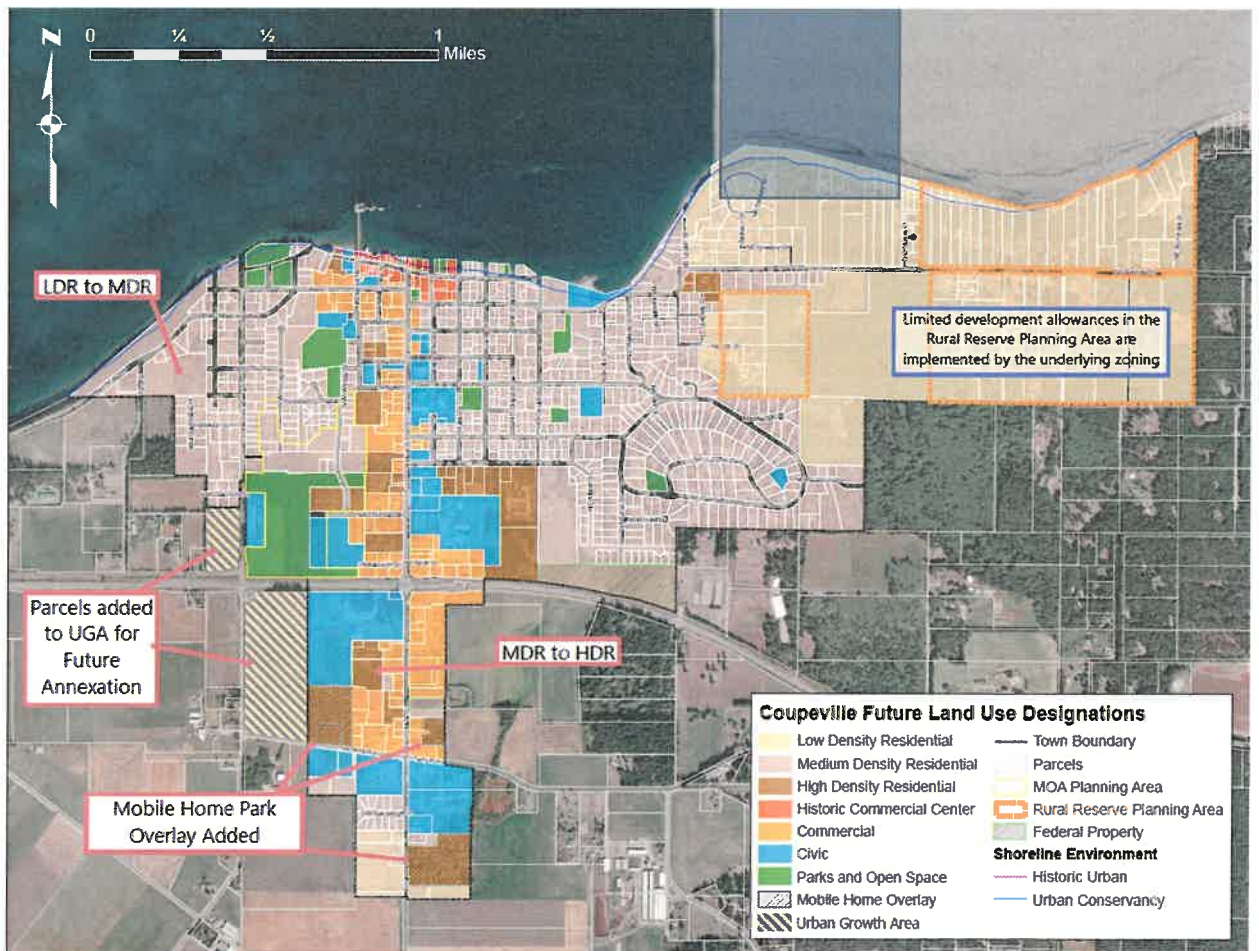 N
0 ¼ ½ 1
Miles
LDR to MDR
Limited development allowances in the
Rural Reserve Planning Area are
implemented by the underlying zoning
Parcels added
to UGA for
Future
Annexation
MDR to HDR
Mobile Home Park
Overlay Added
Coupeville Future Land Use Designations
Low Density Residential
Medium Density Residential
High Density Residential
Historic Commercial Center
Commercial
Civic
Parks and Open Space
Mobile Home Overlay
Urban Growth Area
Town Boundary
Parcels
MOA Planning Area
Rural Reserve Planning Area
Federal Property
Shoreline Environment
Historic Urban
Urban Conservancy